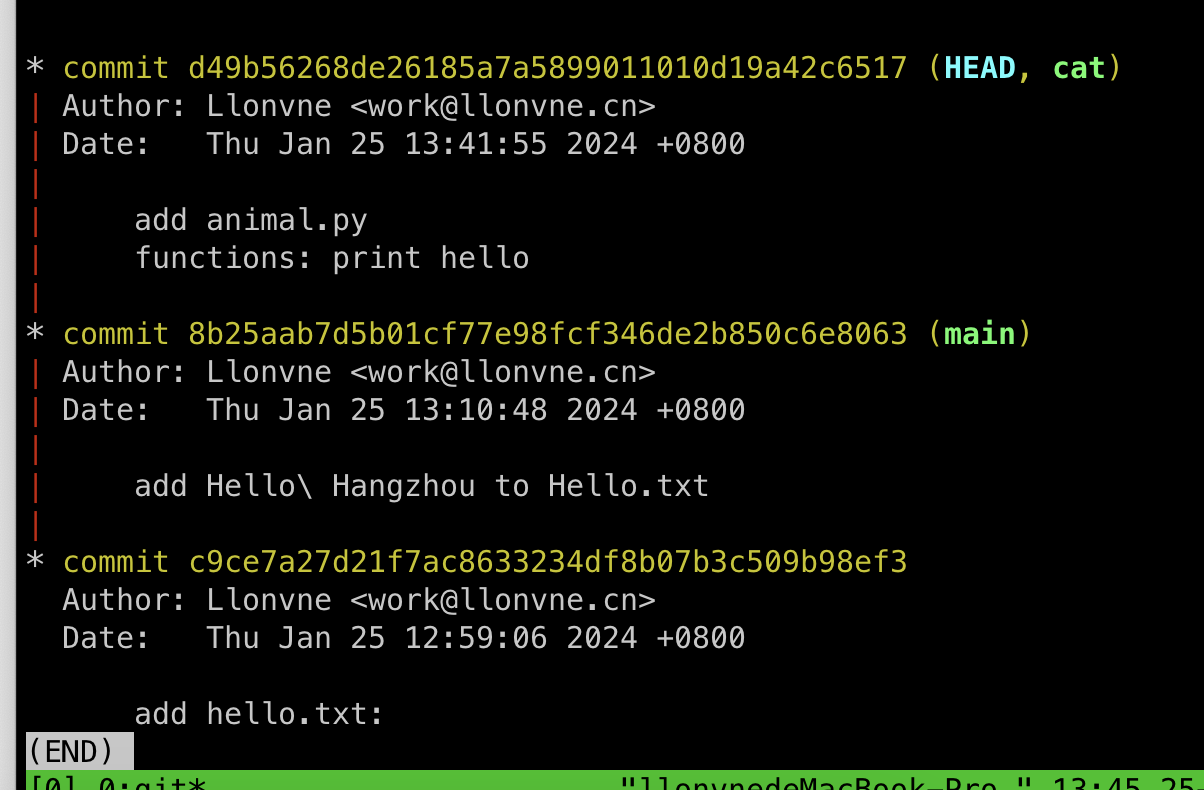 * commit d49b56268de26185a7a5899011010d19a42c6517 (HEAD, cat)
| Author: Llonvne <work@llonvne.cn>
| Date:   Thu Jan 25 13:41:55 2024 +0800
|
|     add animal.py
|     functions: print hello
|
* commit 8b25aab7d5b01cf77e98fcf346de2b850c6e8063 (main)
| Author: Llonvne <work@llonvne.cn>
| Date:   Thu Jan 25 13:10:48 2024 +0800
|
|     add Hello\ Hangzhou to Hello.txt
|
* commit c9ce7a27d21f7ac8633234df8b07b3c509b98ef3
  Author: Llonvne <work@llonvne.cn>
  Date:   Thu Jan 25 12:59:06 2024 +0800

      add hello.txt:
(END)
[0] 0:git* "llonvnedeMacBook-Pro." 13:45 25-